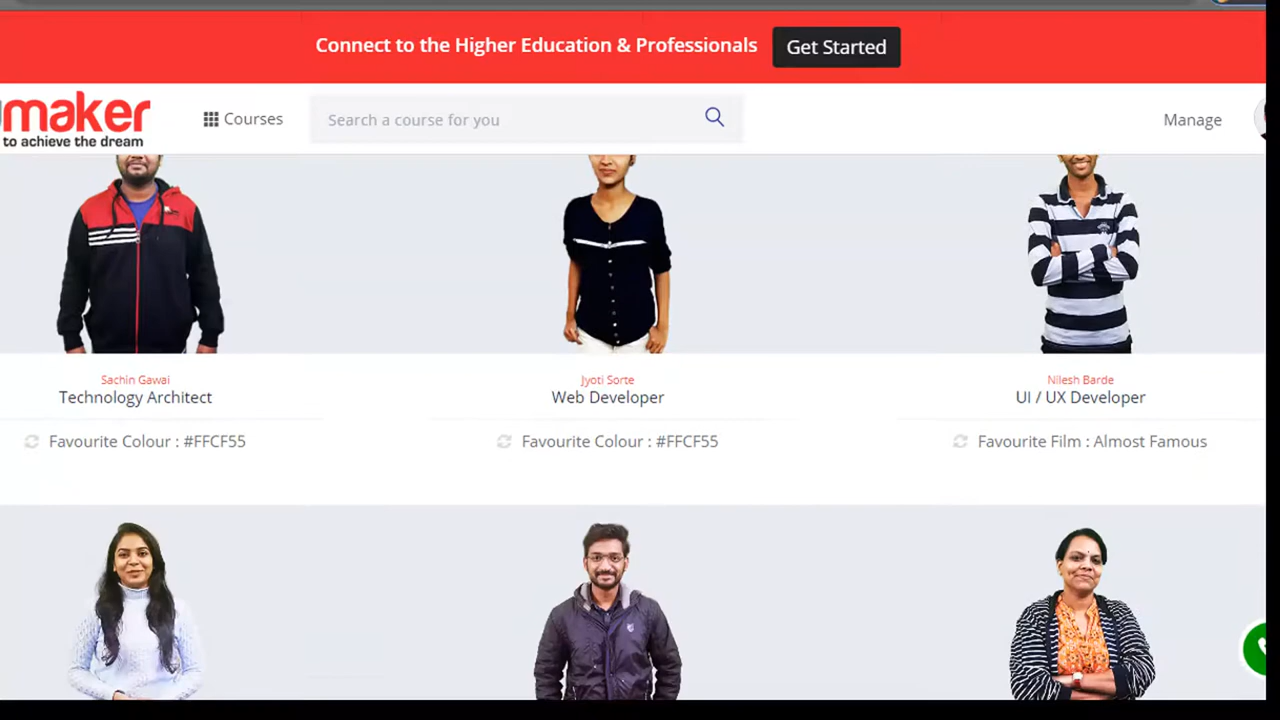 Connect to the Higher Education & Professionals Get Started
maker
to achieve the dream
Courses
Search a course for you
Manage
Sachin Gawai
Technology Architect
Favourite Colour : #FFCF55
Jyoti Sorte
Web Developer
Favourite Colour : #FFCF55
Nilesh Barde
UI / UX Developer
Favourite Film : Almost Famous